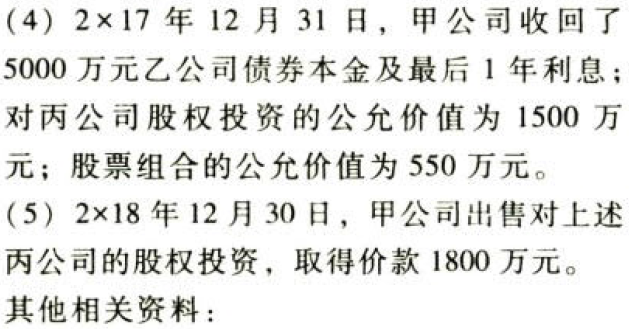 (4) 2×17 年 12 月 31 日，甲公司收回了
5000 万元乙公司债券本金及最后 1 年利息；
对丙公司股权投资的公允价值为 1500 万
元；股票组合的公允价值为 550 万元。
(5) 2×18 年 12 月 30 日，甲公司出售对上述
丙公司的股权投资，取得价款 1800 万元。
其他相关资料：